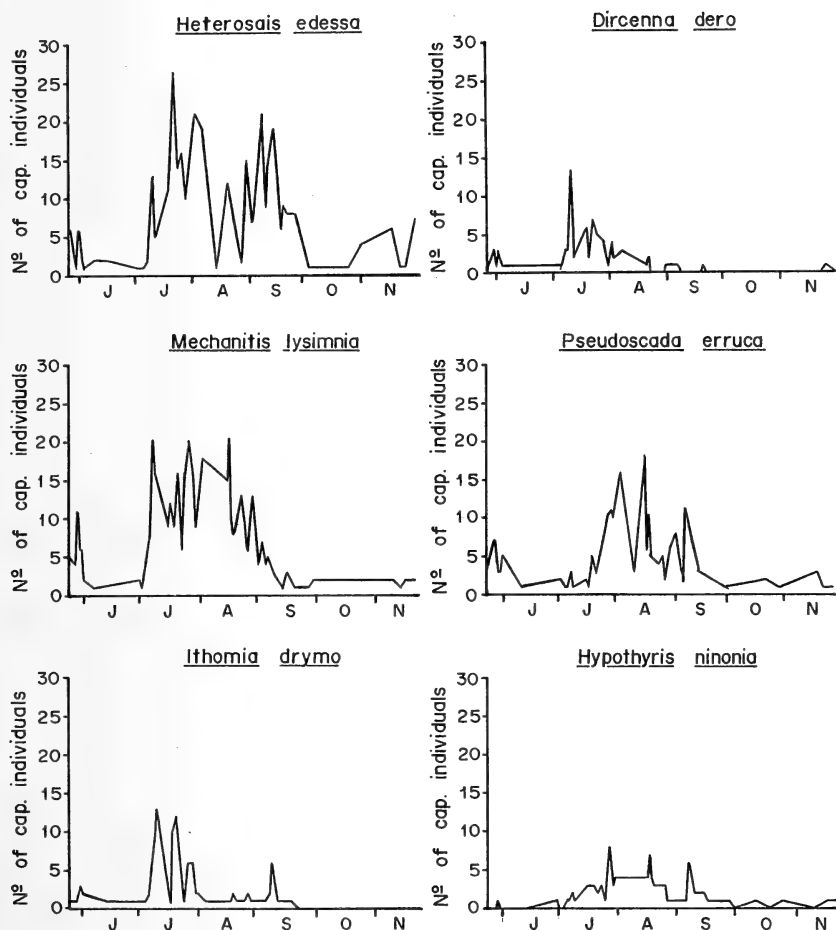 Heterosais edessa
Nº of cap. individuals
30
25
20
15
10
5
0
J J A S O N
Dircenna dero
Nº of cap. individuals
30
25
20
15
10
5
0
J J A S O N
Mechanitis lysimnia
Nº of cap. individuals
30
25
20
15
10
5
0
J J A S O N
Pseudoscada erruca
Nº of cap. individuals
30
25
20
15
10
5
0
J J A S O N
Ithomia drymo
Nº of cap. individuals
30
25
20
15
10
5
0
J J A S O N
Hypothyris ninonia
Nº of cap. individuals
30
25
20
15
10
5
0
J J A S O N